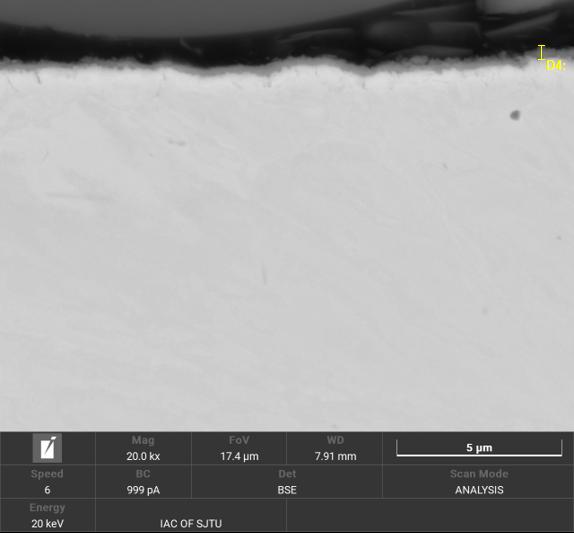 D4:
Mag
20.0 kx
FoV
17.4 µm
WD
7.91 mm
5 µm
Speed
6
BC
999 pA
Det
BSE
Scan Mode
ANALYSIS
Energy
20 keV
IAC OF SJTU